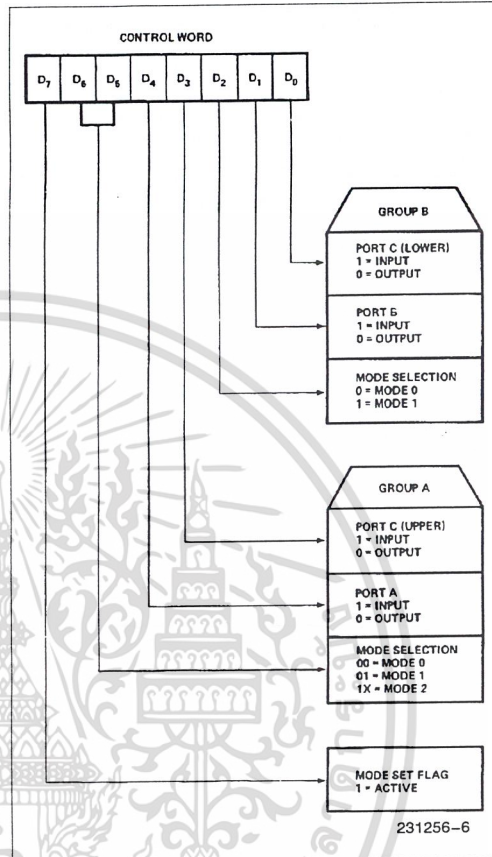 CONTROL WORD
D7 D6 D5 D4 D3 D2 D1 D0
GROUP B
PORT C (LOWER)
1 = INPUT
0 = OUTPUT
PORT B
1 = INPUT
0 = OUTPUT
MODE SELECTION
0 = MODE 0
1 = MODE 1
GROUP A
PORT C (UPPER)
1 = INPUT
0 = OUTPUT
PORT A
1 = INPUT
0 = OUTPUT
MODE SELECTION
00 = MODE 0
01 = MODE 1
1X = MODE 2
MODE SET FLAG
1 = ACTIVE
231256-6